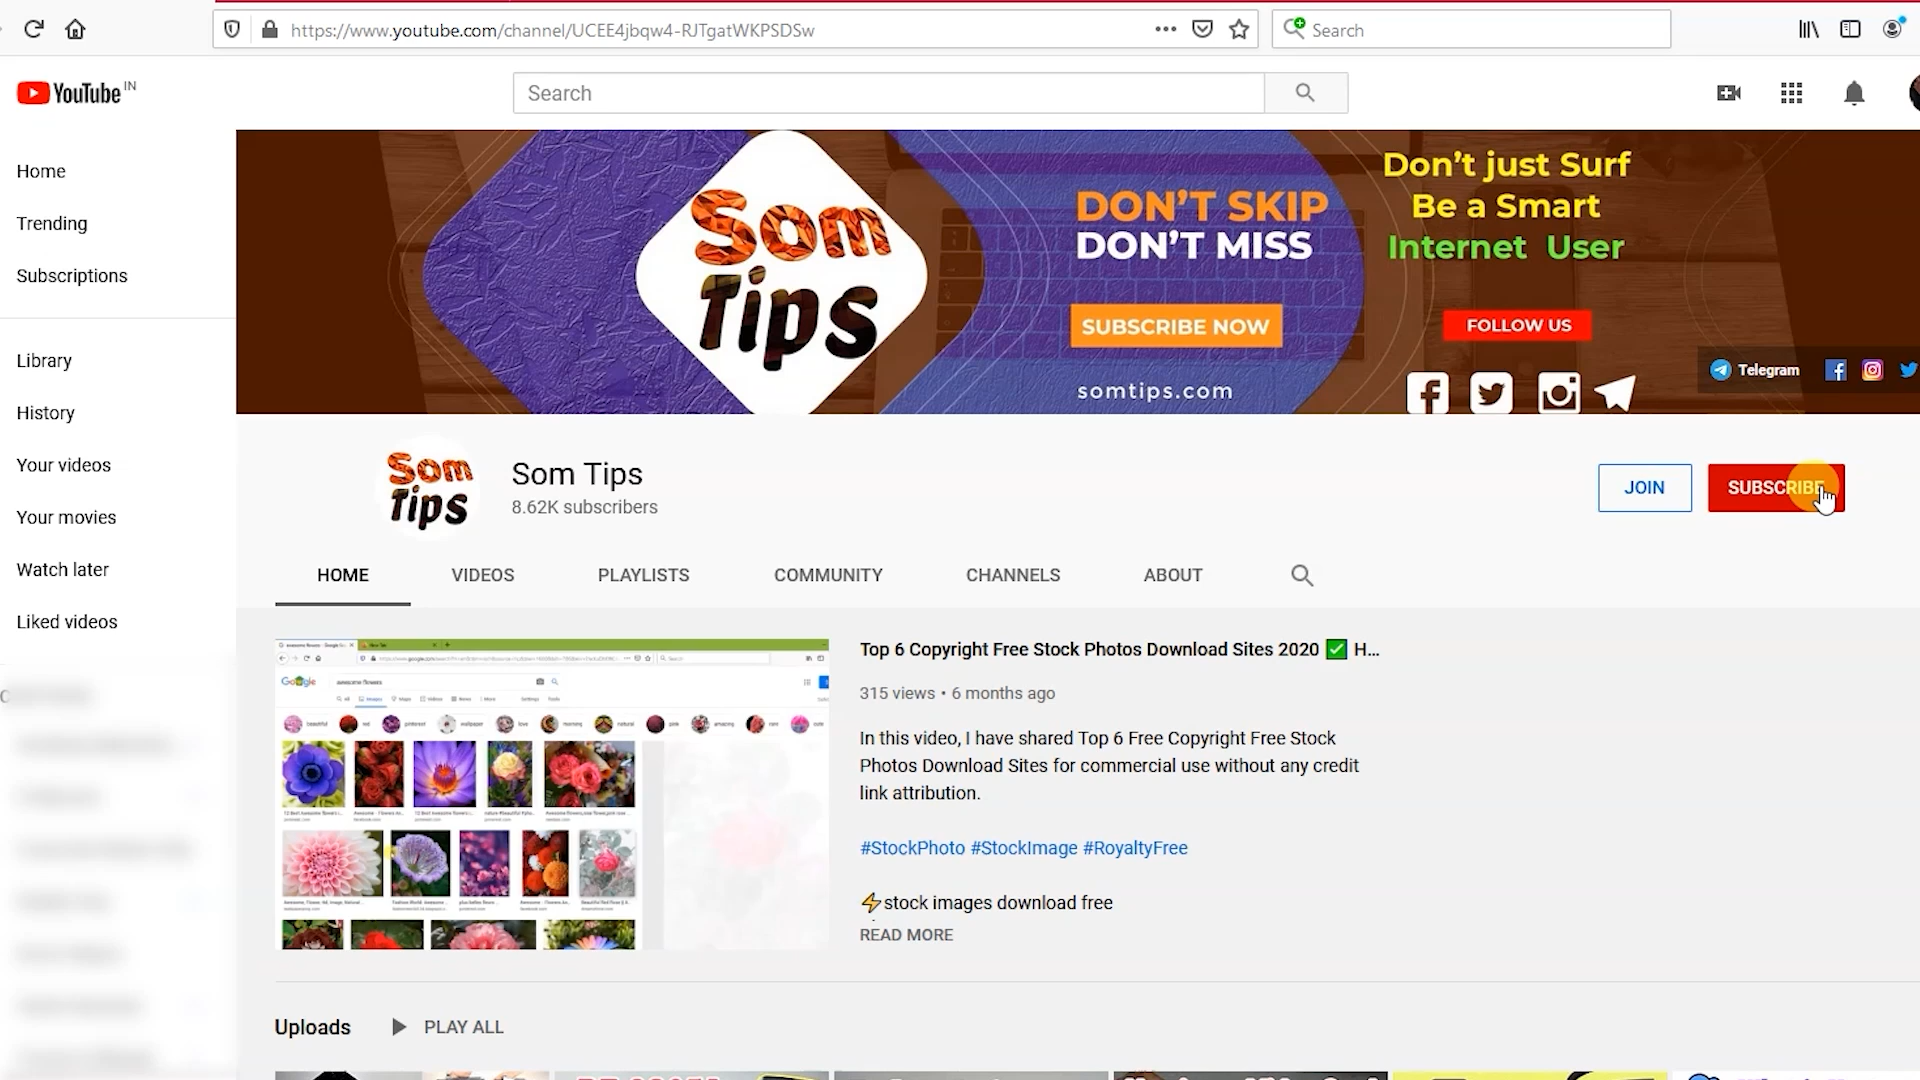 https://www.youtube.com/channel/UCEE4jbqw4-RJTgatWKPSDSw
Search
YouTube IN
Search
Home
Trending
Subscriptions
Library
History
Your videos
Your movies
Watch later
Liked videos
Som
Tips
DON'T SKIP
DON'T MISS
SUBSCRIBE NOW
somtips.com
Don't just Surf
Be a Smart
Internet User
FOLLOW US
Telegram
Som
Tips
Som Tips
8.62K subscribers
JOIN
SUBSCRIBE
HOME
VIDEOS
PLAYLISTS
COMMUNITY
CHANNELS
ABOUT
Google
awesome flowers
Top 6 Copyright Free Stock Photos Download Sites 2020 ✅ H...
315 views • 6 months ago
In this video, I have shared Top 6 Free Copyright Free Stock
Photos Download Sites for commercial use without any credit
link attribution.
#StockPhoto #StockImage #RoyaltyFree
⚡stock images download free
READ MORE
Uploads
PLAY ALL